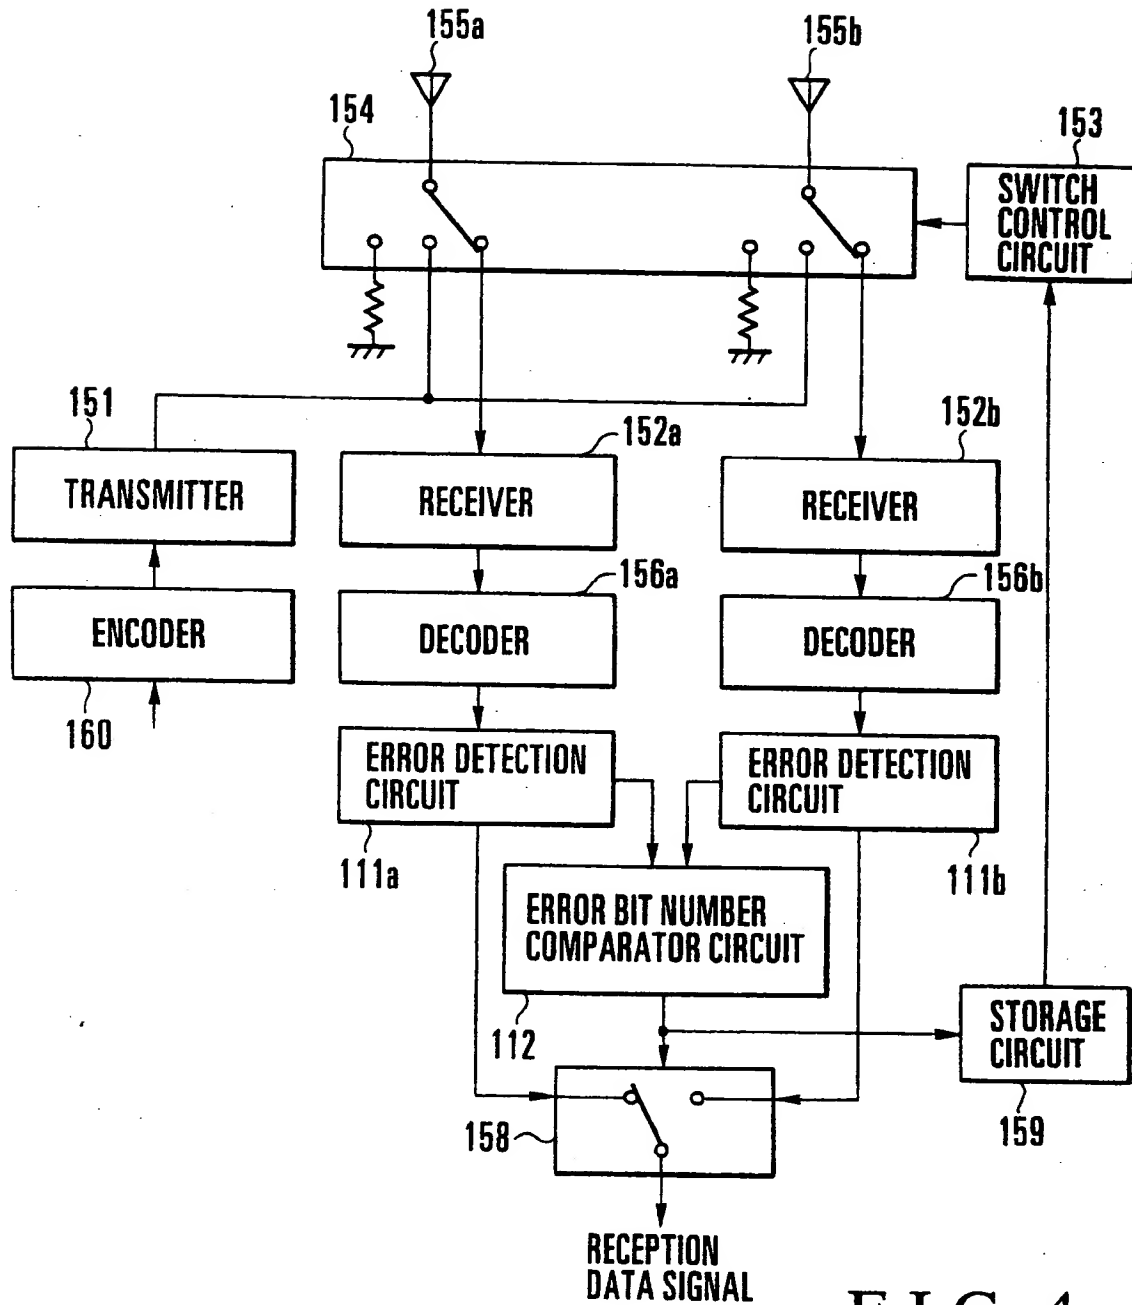 155a
155b
154
153
SWITCH
CONTROL
CIRCUIT
151
152a
152b
TRANSMITTER
RECEIVER
RECEIVER
156a
156b
ENCODER
DECODER
DECODER
160
ERROR DETECTION
CIRCUIT
ERROR DETECTION
CIRCUIT
111a
111b
ERROR BIT NUMBER
COMPARATOR CIRCUIT
112
STORAGE
CIRCUIT
158
159
RECEPTION
DATA SIGNAL
FIG. 4